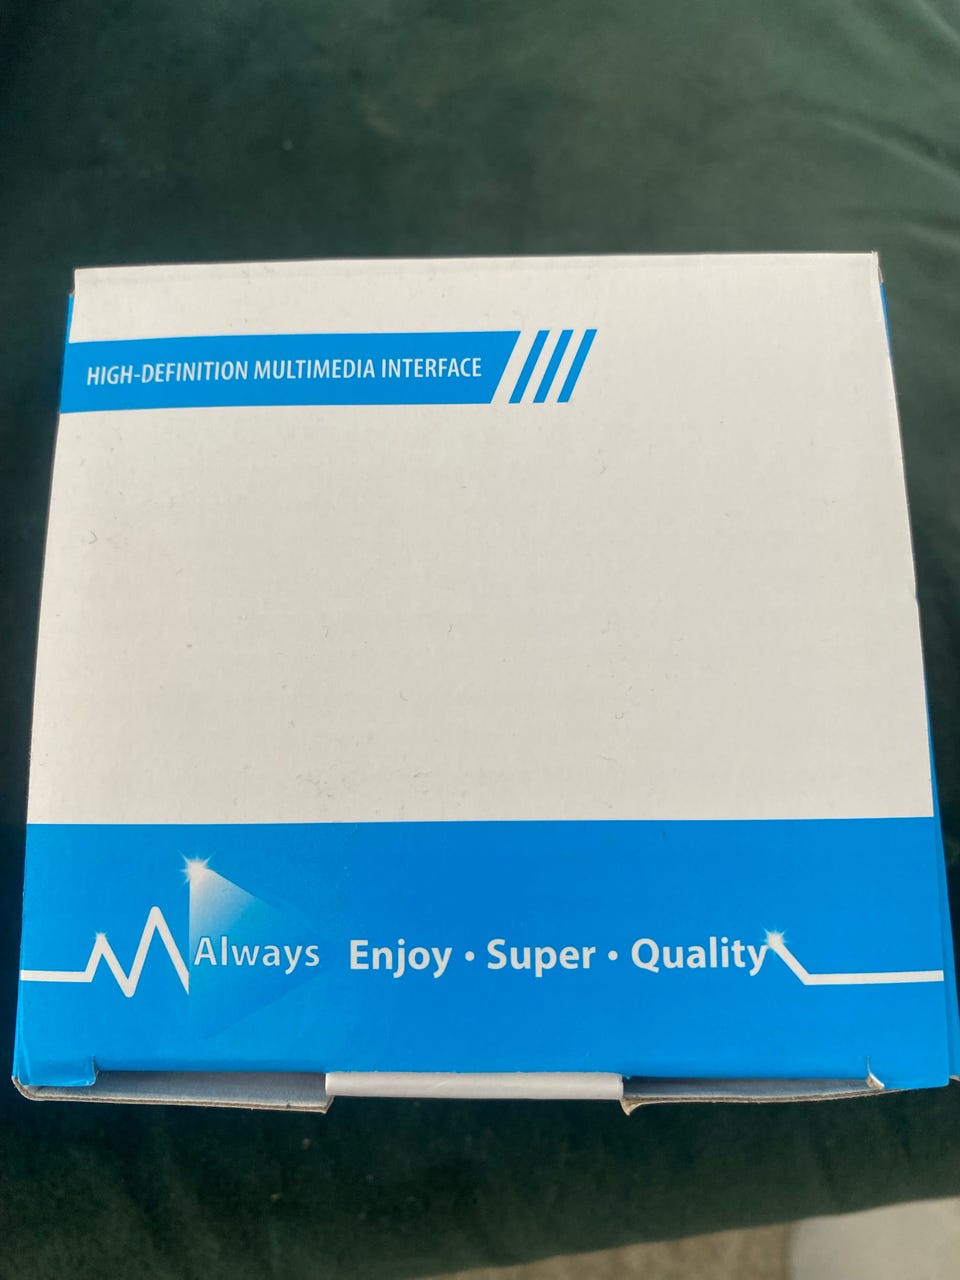 HIGH-DEFINITION MULTIMEDIA INTERFACE
Always Enjoy • Super • Quality